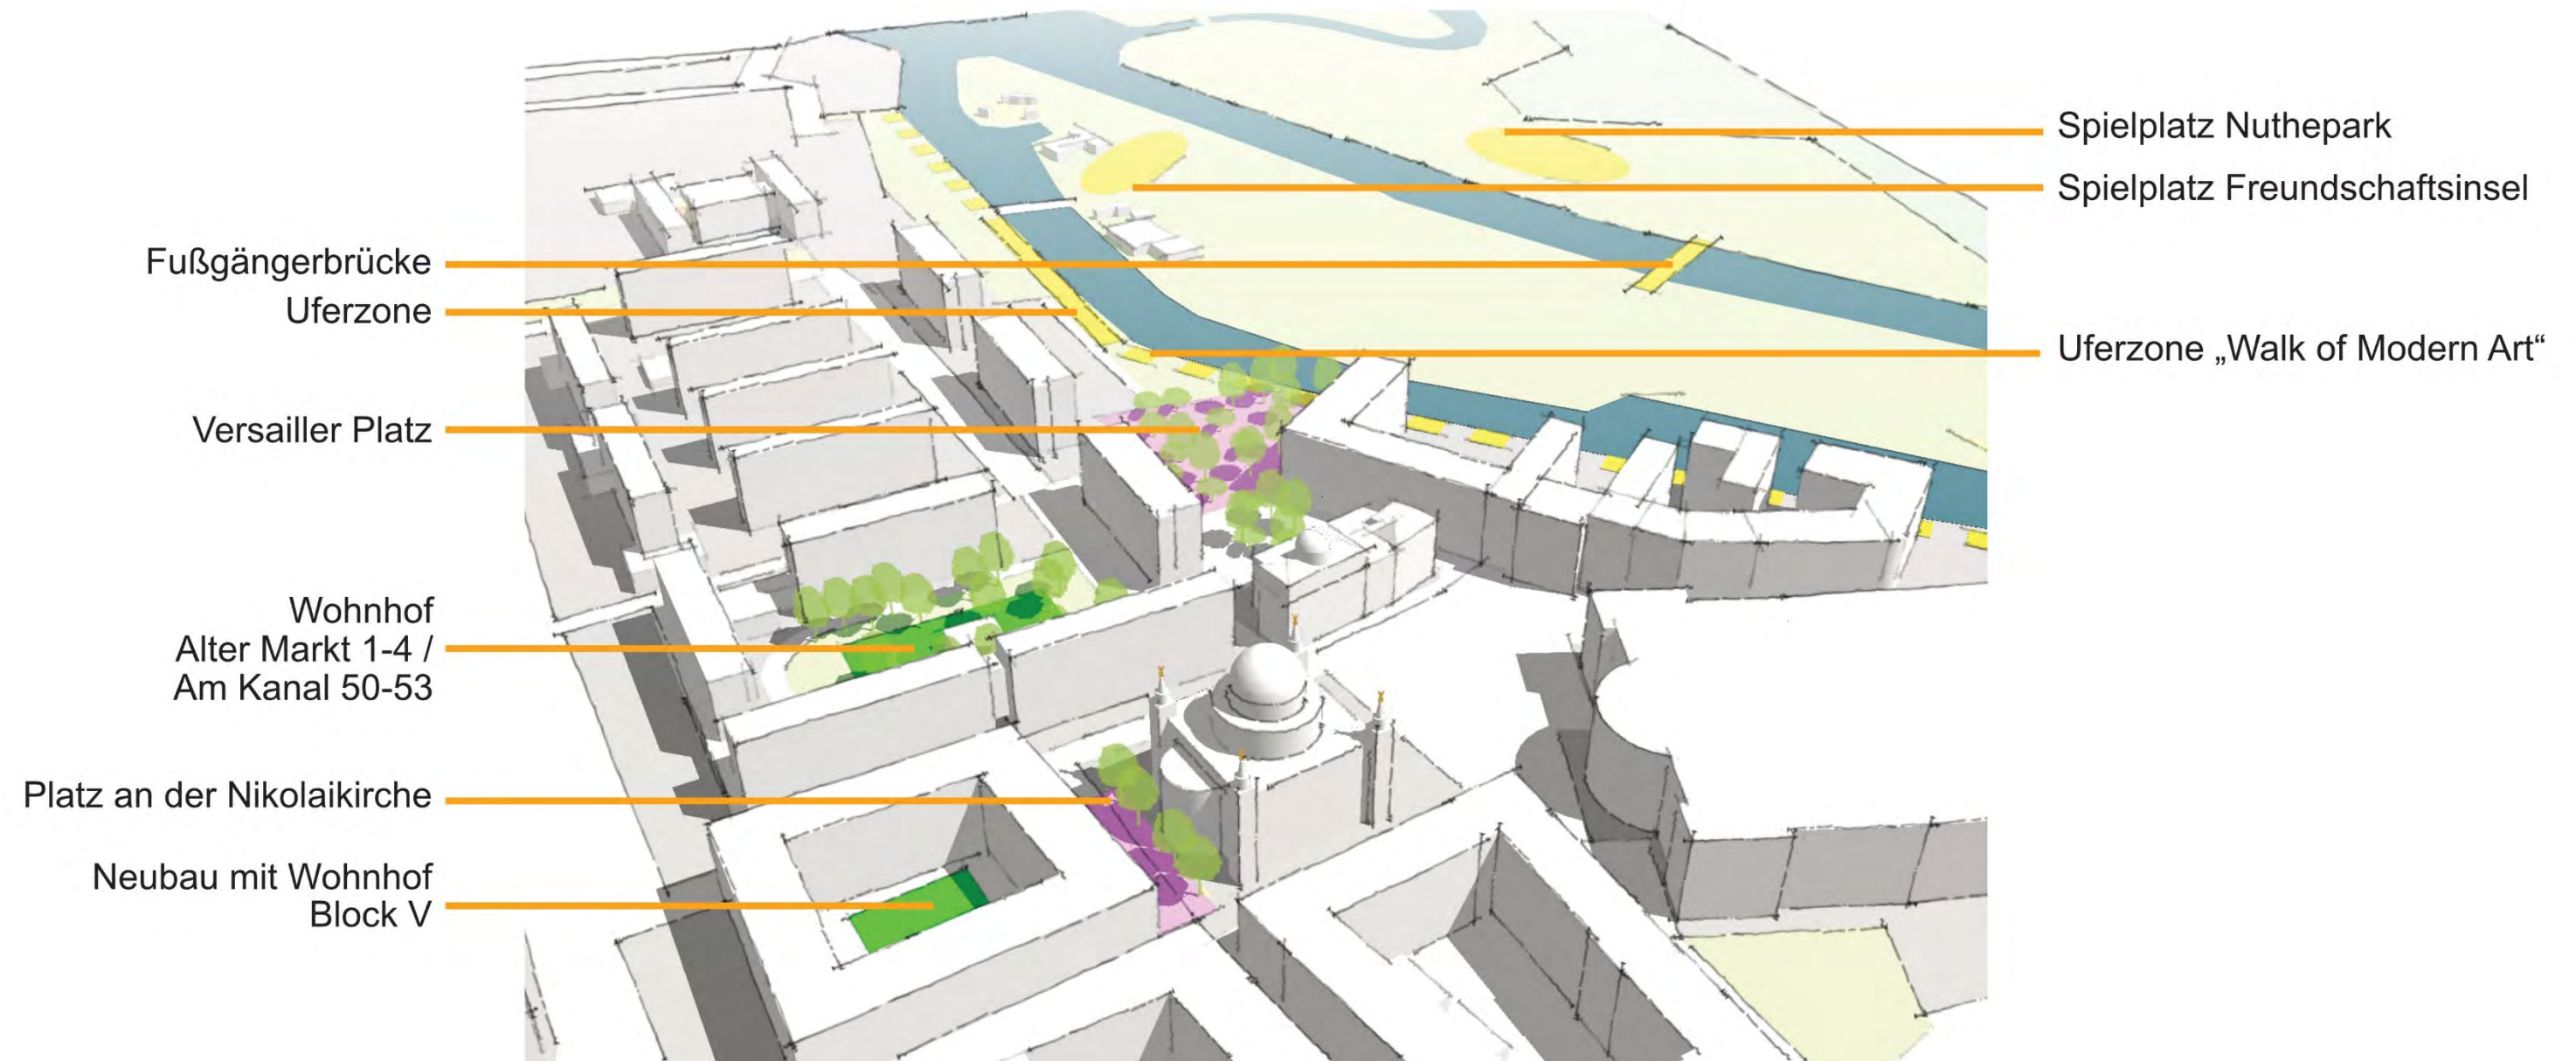 Fußgängerbrücke
Uferzone
Versailler Platz
Wohnhof
Alter Markt 1-4 /
Am Kanal 50-53
Platz an der Nikolaikirche
Neubau mit Wohnhof
Block V
Spielplatz Nuthepark
Spielplatz Freundschaftsinsel
Uferzone „Walk of Modern Art“